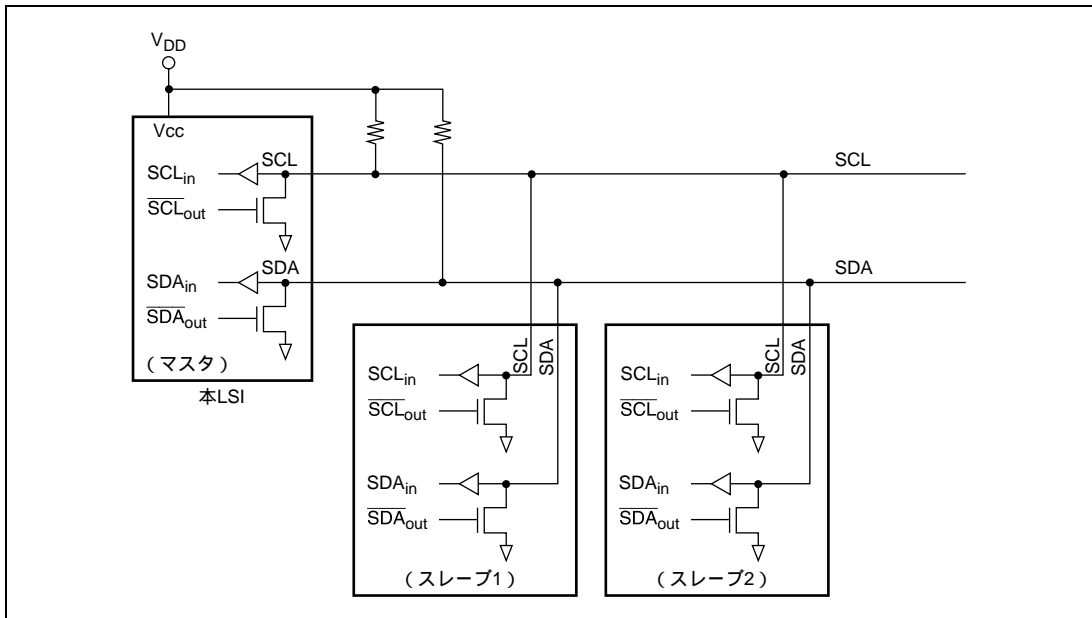 VDD
Vcc
SCL
SCLin
SCLout
SDA
SDAin
SDAout
(マスタ)
本LSI
SCL
SDA
SCL
SDA
SCLin
SCLout
SDAin
SDAout
(スレーブ1)
SCL
SDA
SCLin
SCLout
SDAin
SDAout
(スレーブ2)